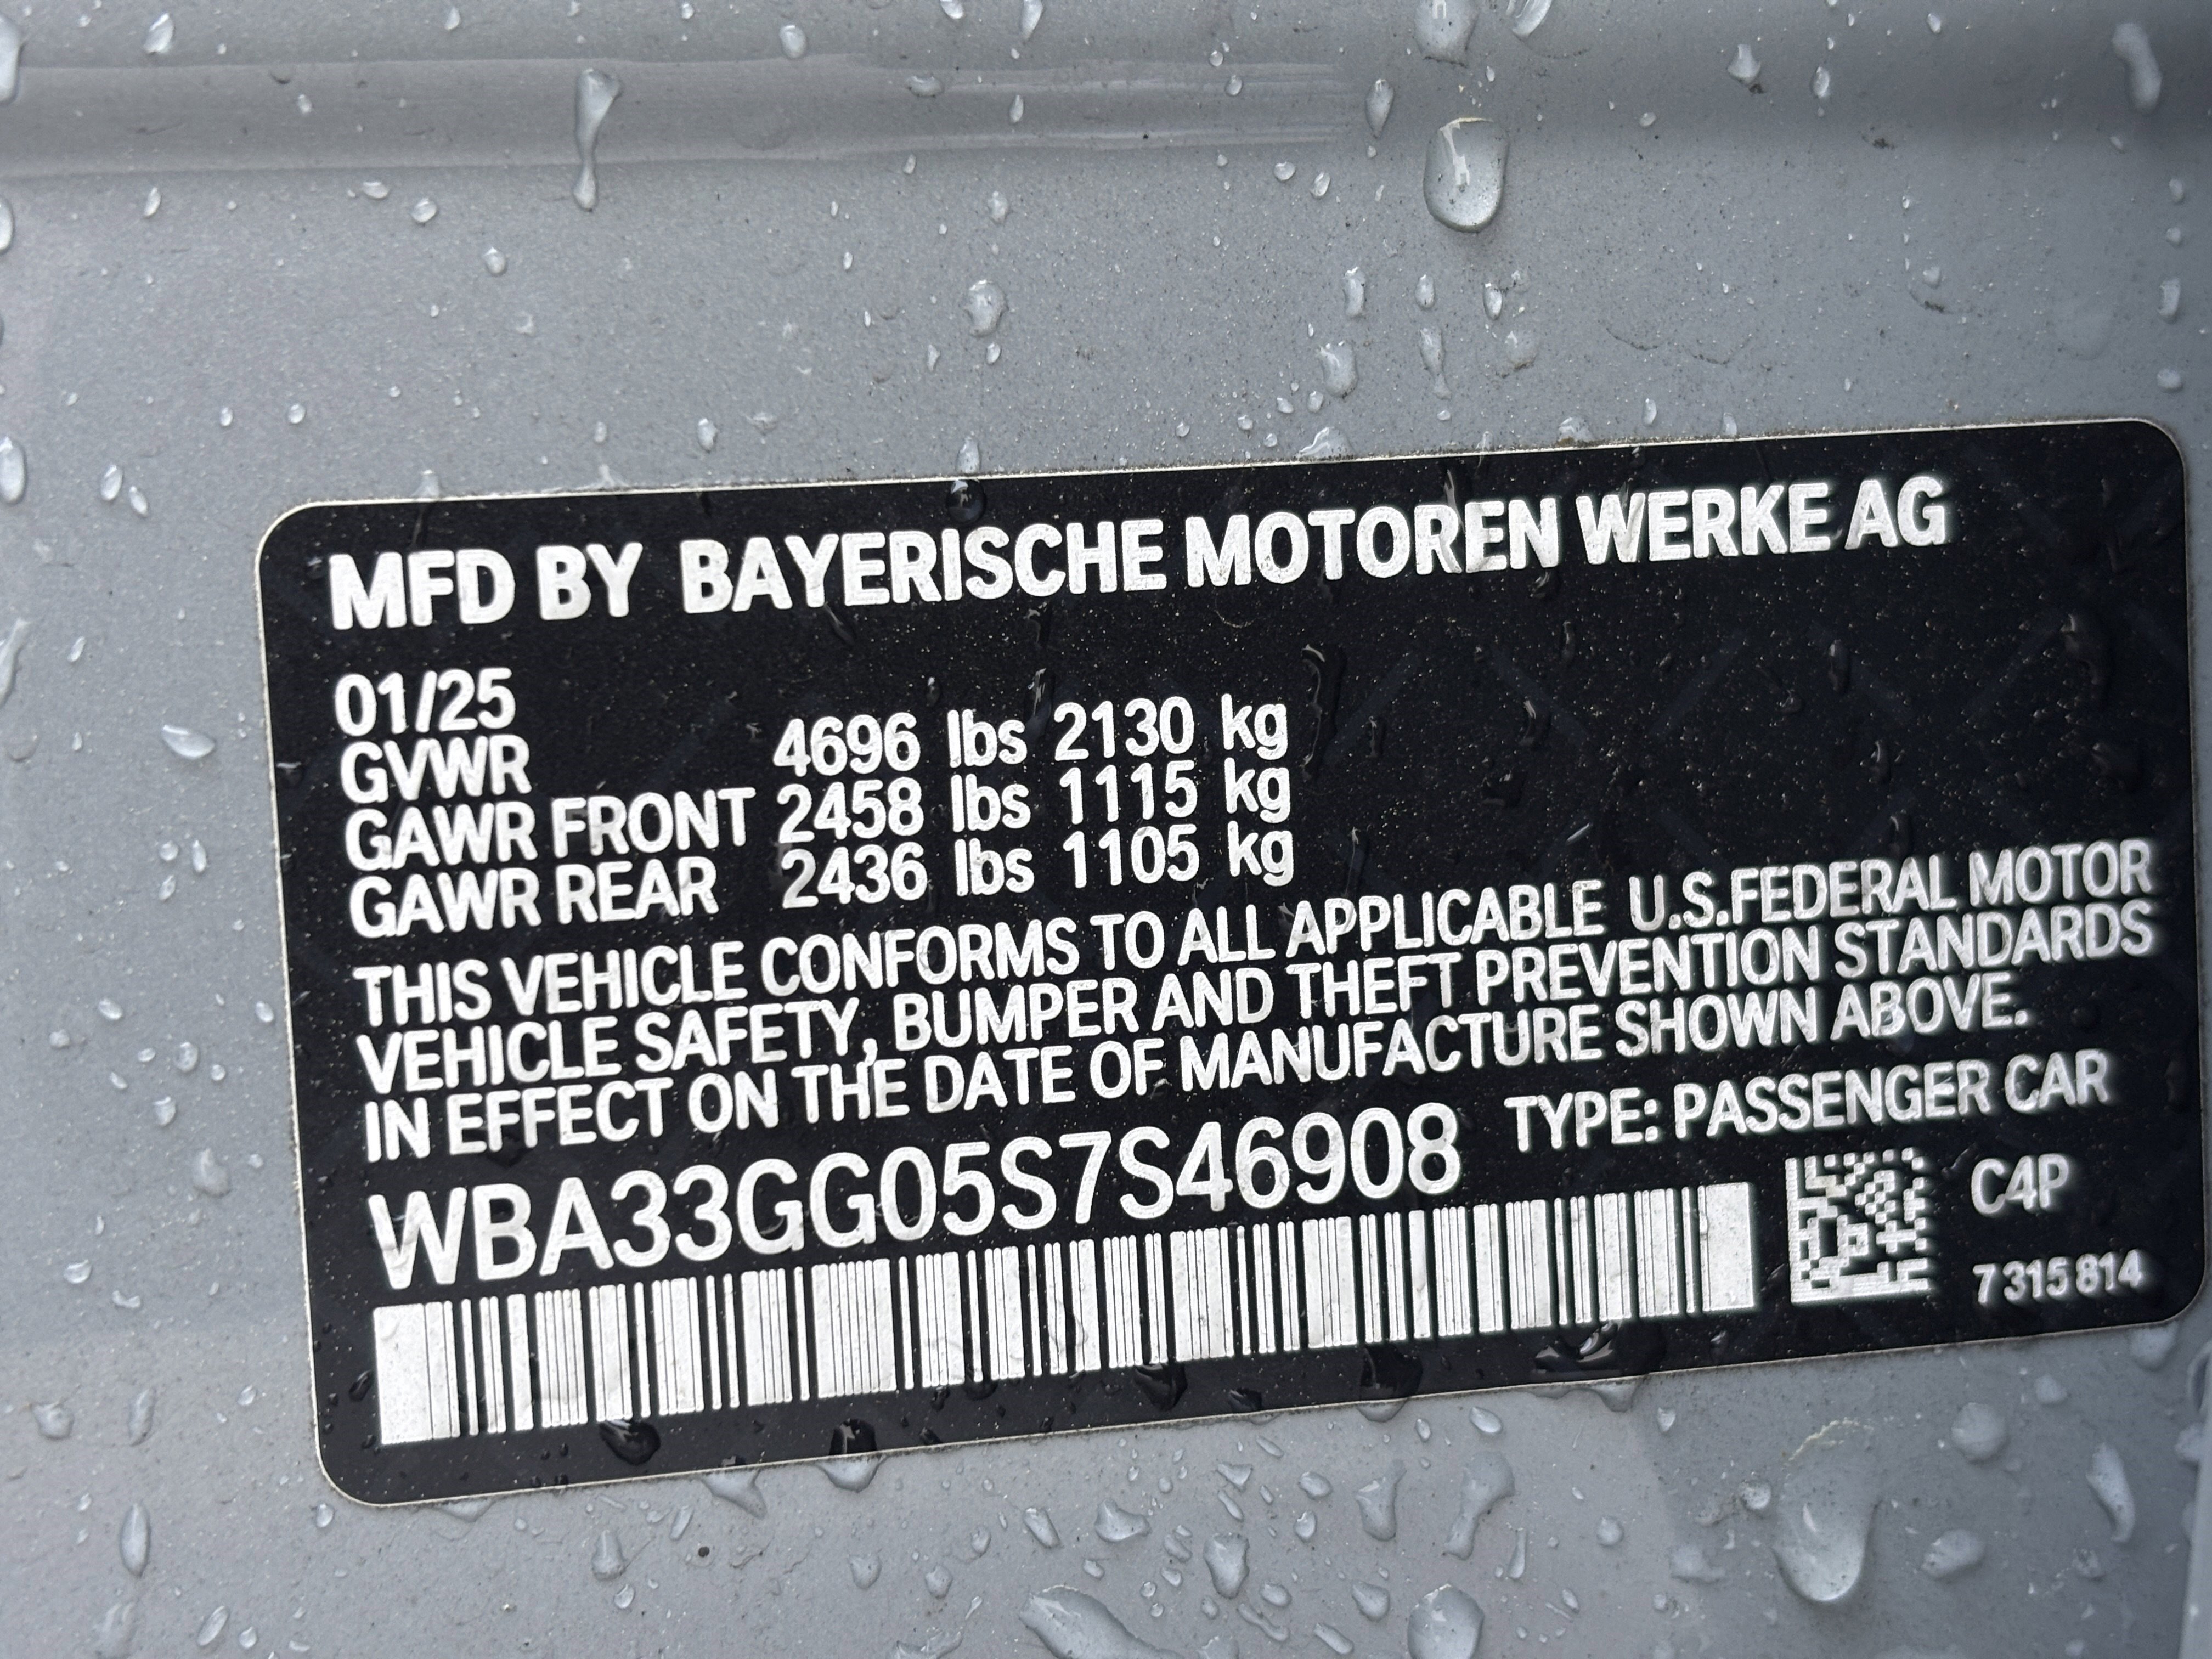 MFD BY BAYERISCHE MOTOREN WERKE AG
01/25
GVWR 4696 lbs 2130 kg
GAWR FRONT 2458 lbs 1115 kg
GAWR REAR 2436 lbs 1105 kg
THIS VEHICLE CONFORMS TO ALL APPLICABLE U.S.FEDERAL MOTOR
VEHICLE SAFETY, BUMPER AND THEFT PREVENTION STANDARDS
IN EFFECT ON THE DATE OF MANUFACTURE SHOWN ABOVE.
WBA33GG05S7S46908 TYPE: PASSENGER CAR
C4P
7 315 814